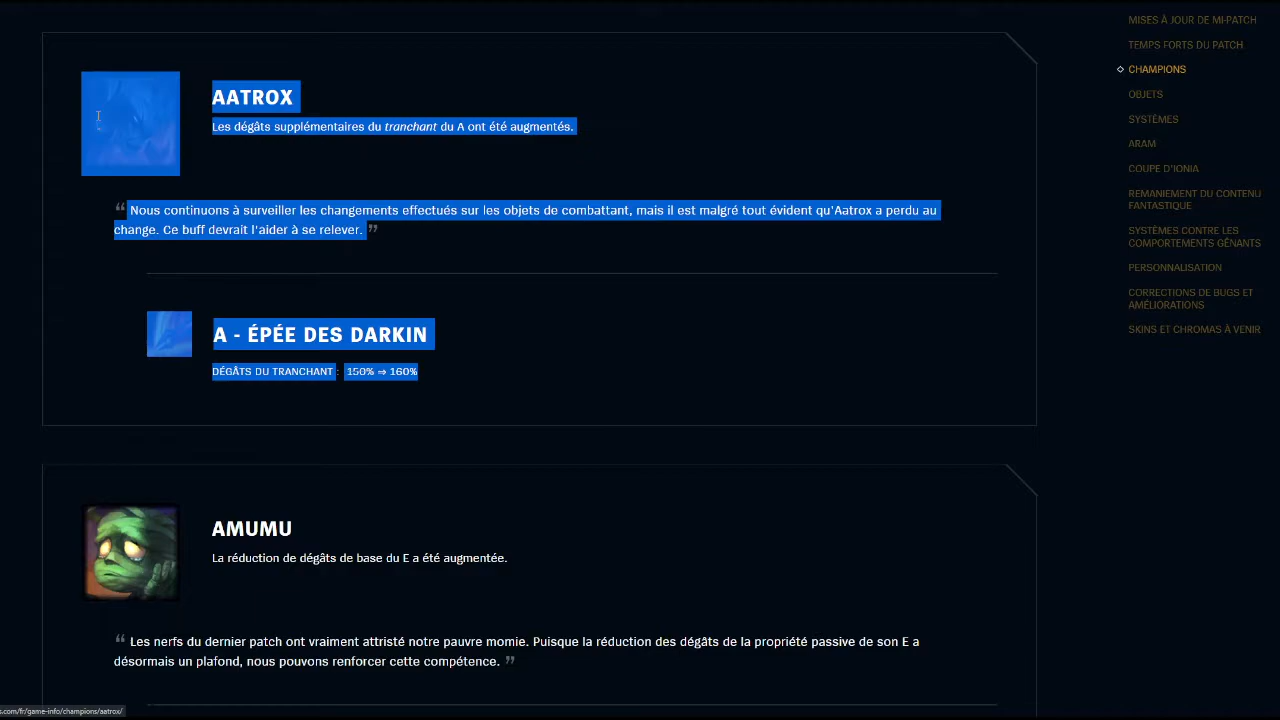 AATROX
Les dégâts supplémentaires du tranchant du A ont été augmentés.
“ Nous continuons à surveiller les changements effectués sur les objets de combattant, mais il est malgré tout évident qu'Aatrox a perdu au
change. Ce buff devrait l'aider à se relever. ”
A - ÉPÉE DES DARKIN
DÉGÂTS DU TRANCHANT : 150% ⇒ 160%
AMUMU
La réduction de dégâts de base du E a été augmentée.
“ Les nerfs du dernier patch ont vraiment attristé notre pauvre momie. Puisque la réduction des dégâts de la propriété passive de son E a
désormais un plafond, nous pouvons renforcer cette compétence. ”
MISES À JOUR DE MI-PATCH
TEMPS FORTS DU PATCH
CHAMPIONS
OBJETS
SYSTÈMES
ARAM
COUPE D'IONIA
REMANIEMENT DU CONTENU
FANTASTIQUE
SYSTÈMES CONTRE LES
COMPORTEMENTS GÊNANTS
PERSONNALISATION
CORRECTIONS DE BUGS ET
AMÉLIORATIONS
SKINS ET CHROMAS À VENIR
s.com/fr/game-info/champions/aatrox/